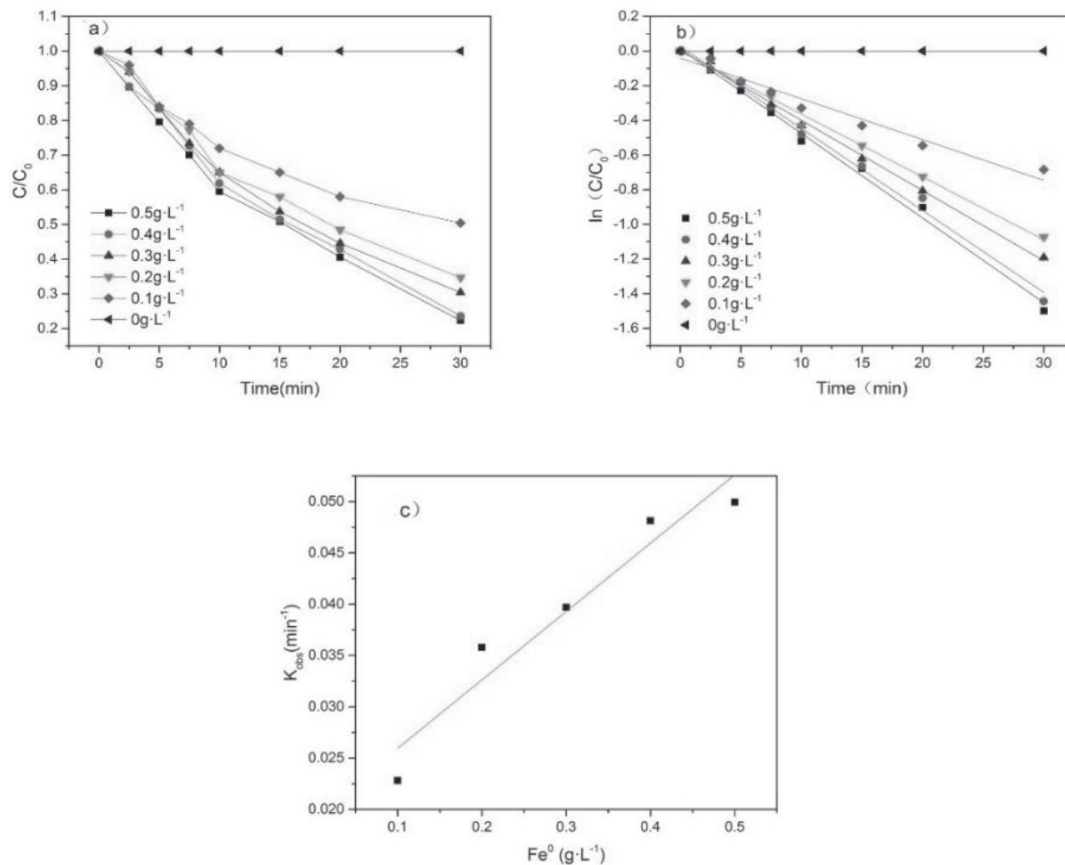 a)
1.0
0.9
0.8
0.7
0.6
0.5
0.4
0.3
0.2
C/C₀
0.5g·L⁻¹
0.4g·L⁻¹
0.3g·L⁻¹
0.2g·L⁻¹
0.1g·L⁻¹
0g·L⁻¹
0 5 10 15 20 25 30
Time(min)
b）
0.2
0.0
-0.2
-0.4
-0.6
-0.8
-1.0
-1.2
-1.4
-1.6
ln（C/C₀）
0.5g·L⁻¹
0.4g·L⁻¹
0.3g·L⁻¹
0.2g·L⁻¹
0.1g·L⁻¹
0g·L⁻¹
0 5 10 15 20 25 30
Time（min)
c）
0.050
0.045
0.040
0.035
0.030
0.025
0.020
K_obs(min⁻¹)
0.1 0.2 0.3 0.4 0.5
Fe⁰ (g·L⁻¹)